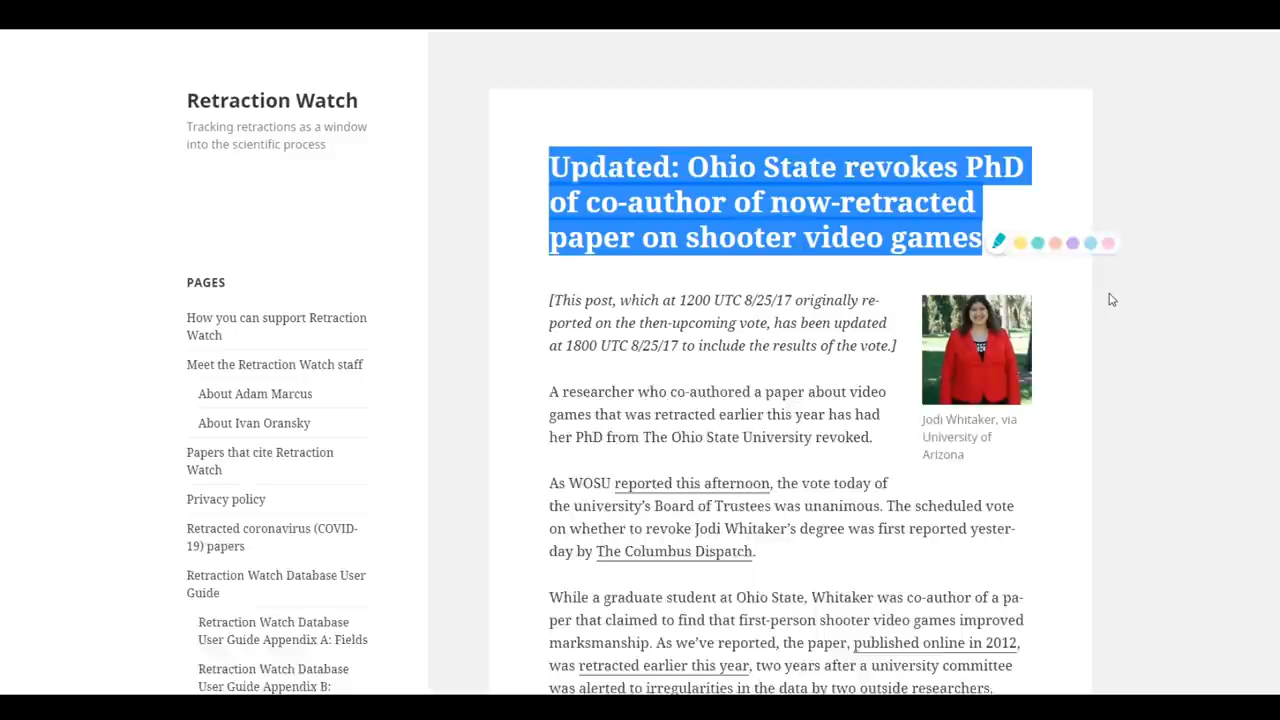 Retraction Watch
Tracking retractions as a window
into the scientific process
PAGES
How you can support Retraction
Watch
Meet the Retraction Watch staff
About Adam Marcus
About Ivan Oransky
Papers that cite Retraction
Watch
Privacy policy
Retracted coronavirus (COVID-
19) papers
Retraction Watch Database User
Guide
Retraction Watch Database
User Guide Appendix A: Fields
Retraction Watch Database
User Guide Appendix B:
Updated: Ohio State revokes PhD
of co-author of now-retracted
paper on shooter video games
[This post, which at 1200 UTC 8/25/17 originally re-
ported on the then-upcoming vote, has been updated
at 1800 UTC 8/25/17 to include the results of the vote.]
A researcher who co-authored a paper about video
games that was retracted earlier this year has had
her PhD from The Ohio State University revoked.
Jodi Whitaker, via
University of
Arizona
As WOSU reported this afternoon, the vote today of
the university’s Board of Trustees was unanimous. The scheduled vote
on whether to revoke Jodi Whitaker’s degree was first reported yester-
day by The Columbus Dispatch.
While a graduate student at Ohio State, Whitaker was co-author of a pa-
per that claimed to find that first-person shooter video games improved
marksmanship. As we’ve reported, the paper, published online in 2012,
was retracted earlier this year, two years after a university committee
was alerted to irregularities in the data by two outside researchers.